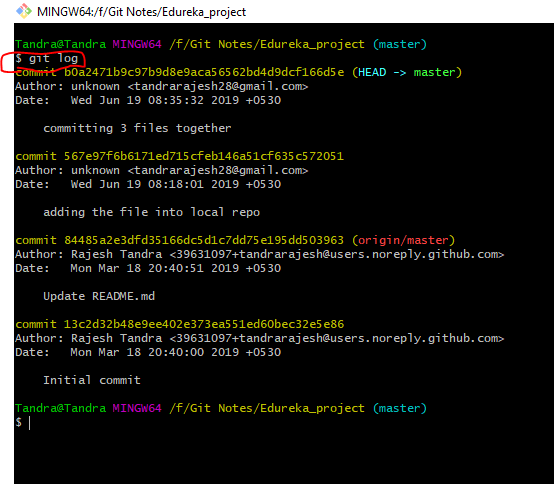 MINGW64:/f/Git Notes/Edureka_project
Tandra@Tandra MINGW64 /f/Git Notes/Edureka_project (master)
$ git log
commit b0a2471b9c97b9d8e9aca56562bd4d9dcf166d5e (HEAD -> master)
Author: unknown <tandrarajesh28@gmail.com>
Date:   Wed Jun 19 08:35:32 2019 +0530
committing 3 files together
commit 567e97f6b6171ed715cfeb146a51cf635c572051
Author: unknown <tandrarajesh28@gmail.com>
Date:   Wed Jun 19 08:18:01 2019 +0530
adding the file into local repo
commit 84485a2e3dfd35166dc5d1c7dd75e195dd503963 (origin/master)
Author: Rajesh Tandra <39631097+tandrarajesh@users.noreply.github.com>
Date:   Mon Mar 18 20:40:51 2019 +0530
Update README.md
commit 13c2d32b48e9ee402e373ea551ed60bec32e5e86
Author: Rajesh Tandra <39631097+tandrarajesh@users.noreply.github.com>
Date:   Mon Mar 18 20:40:00 2019 +0530
Initial commit
Tandra@Tandra MINGW64 /f/Git Notes/Edureka_project (master)
$